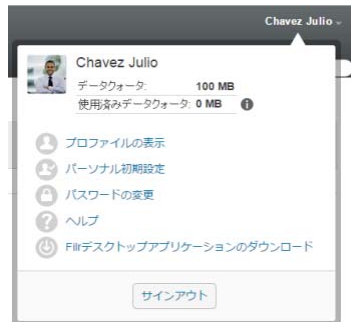 Chavez Julio
Chavez Julio
データクォータ: 100 MB
使用済みデータクォータ: 0 MB
プロファイルの表示
パーソナル初期設定
パスワードの変更
ヘルプ
Filrデスクトップアプリケーションのダウンロード
サインアウト